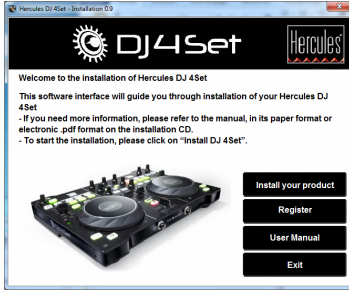 Hercules DJ 4Set - Installation 0.9
DJ4Set
Hercules
Welcome to the installation of Hercules DJ 4Set
This software interface will guide you through installation of your Hercules DJ
4Set
- If you need more information, please refer to the manual, in its paper format or
electronic .pdf format on the installation CD.
- To start the installation, please click on "Install DJ 4Set".
Install your product
Register
User Manual
Exit